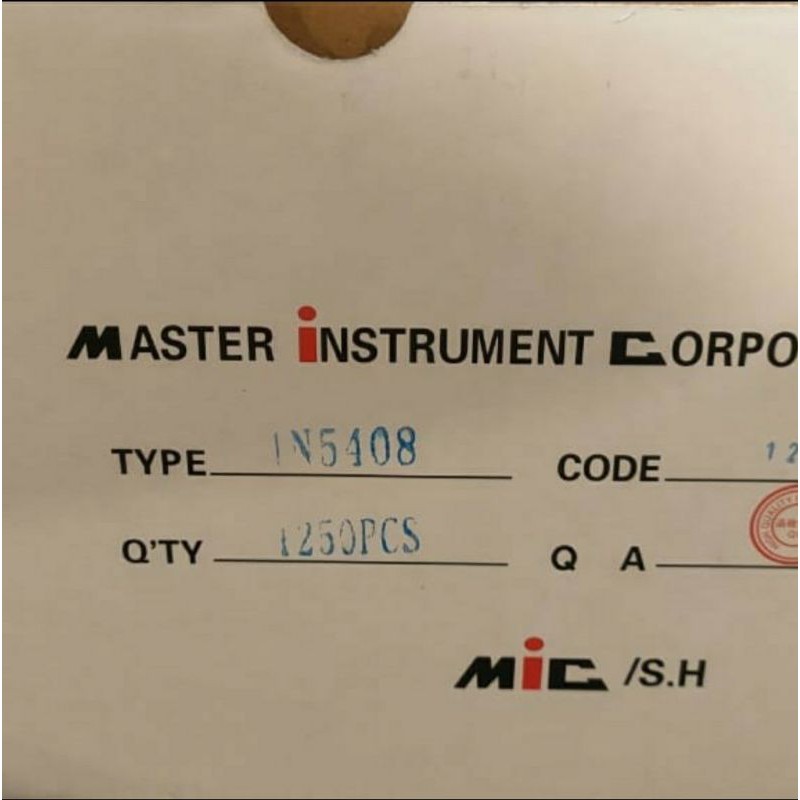 MASTER iNSTRUMENT CORPO
TYPE 1N5408 CODE 12
Q'TY 1250PCS Q A
MiC /S.H